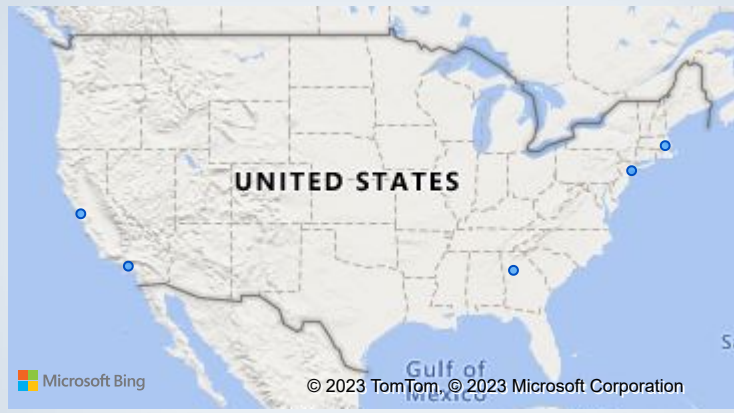 UNITED STATES
Gulf of
Mexico
S
Microsoft Bing
© 2023 TomTom, © 2023 Microsoft Corporation